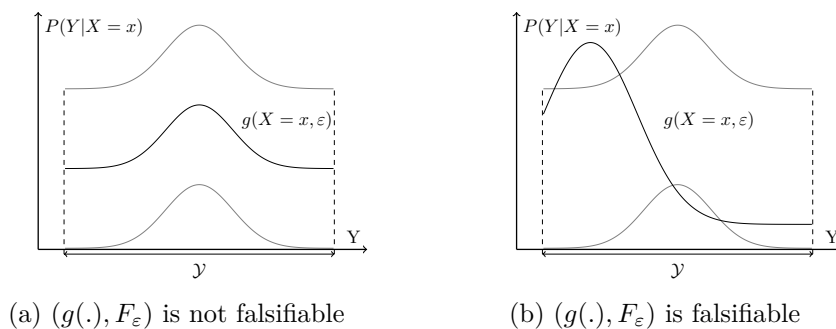 P(Y|X = x)
g(X = x, ε)
Y
𝒴
(a) (g(.), F_ε) is not falsifiable
P(Y|X = x)
g(X = x, ε)
Y
𝒴
(b) (g(.), F_ε) is falsifiable